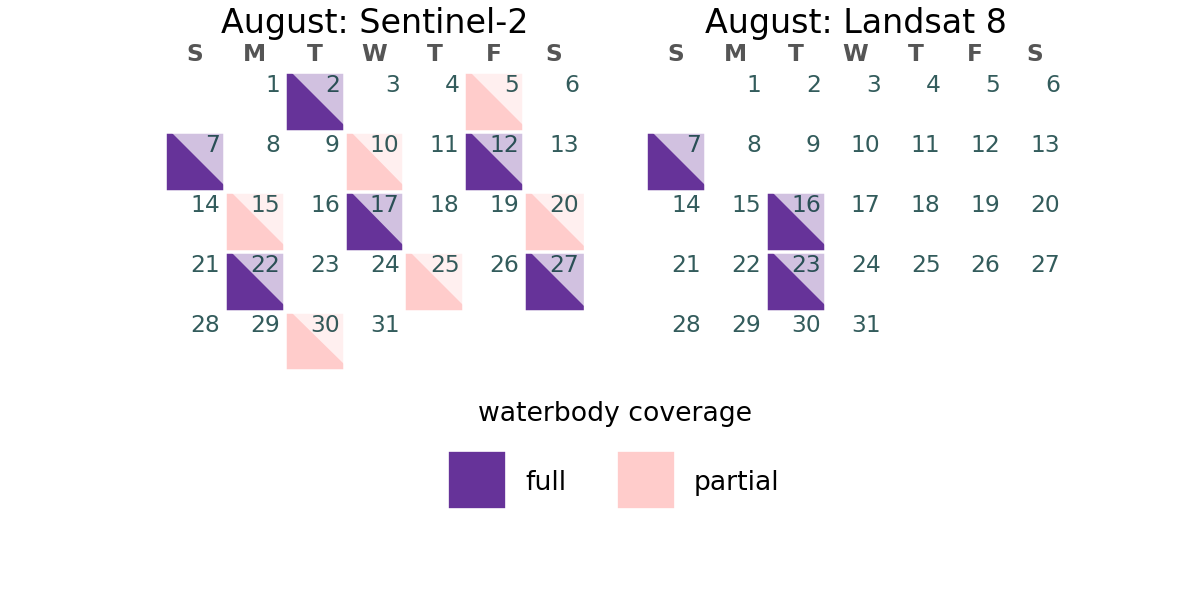 August: Sentinel-2
S M T W T F S
1 2 3 4 5 6
7 8 9 10 11 12 13
14 15 16 17 18 19 20
21 22 23 24 25 26 27
28 29 30 31
August: Landsat 8
S M T W T F S
1 2 3 4 5 6
7 8 9 10 11 12 13
14 15 16 17 18 19 20
21 22 23 24 25 26 27
28 29 30 31
waterbody coverage
full partial